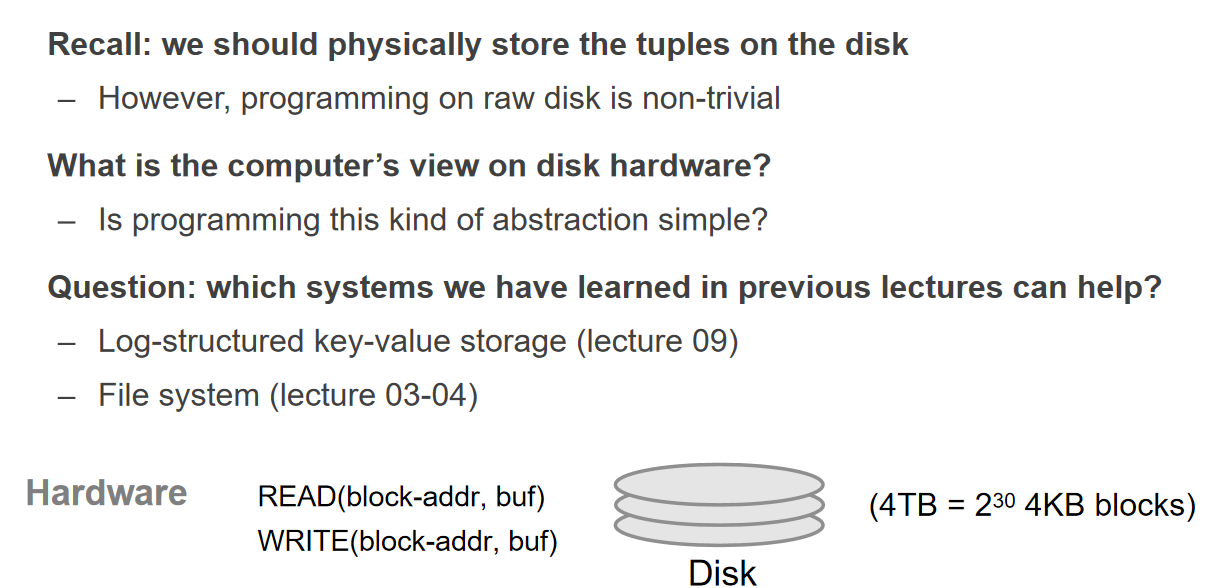 Recall: we should physically store the tuples on the disk
– However, programming on raw disk is non-trivial
What is the computer’s view on disk hardware?
– Is programming this kind of abstraction simple?
Question: which systems we have learned in previous lectures can help?
– Log-structured key-value storage (lecture 09)
– File system (lecture 03-04)
Hardware
READ(block-addr, buf)
WRITE(block-addr, buf)
(4TB = 2³⁰ 4KB blocks)
Disk